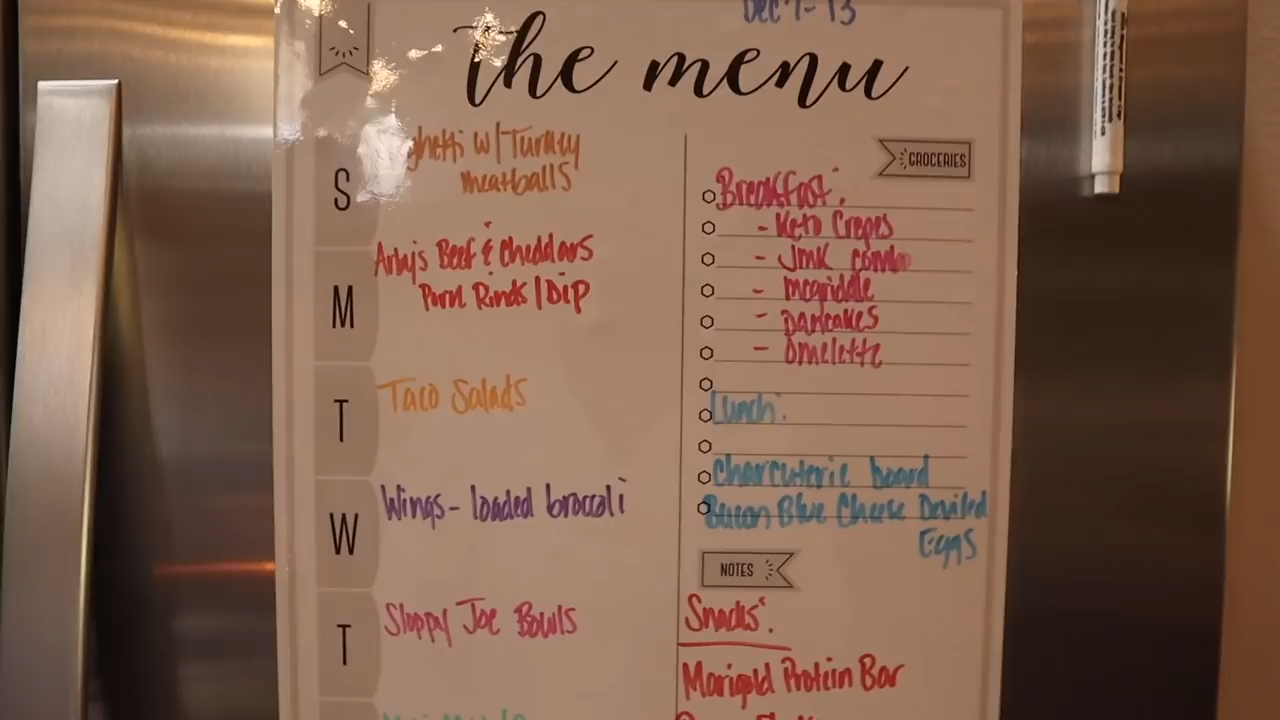 Dec 7-13
the menu
S
ghetti w/ Turkey
meatballs
M
Arby's Beef & Cheddars
Pork Rinds / Dip
T
Taco Salads
W
Wings - loaded broccoli
T
Sloppy Joe Bowls
GROCERIES
Breakfast:
- Keto Crepes
- JMK combo
- mcgriddle
- Pancakes
- Omelette
Lunch:
Charcuterie board
Bacon Blue Cheese Deviled
Eggs
NOTES
Snacks:
Marigold Protein Bar